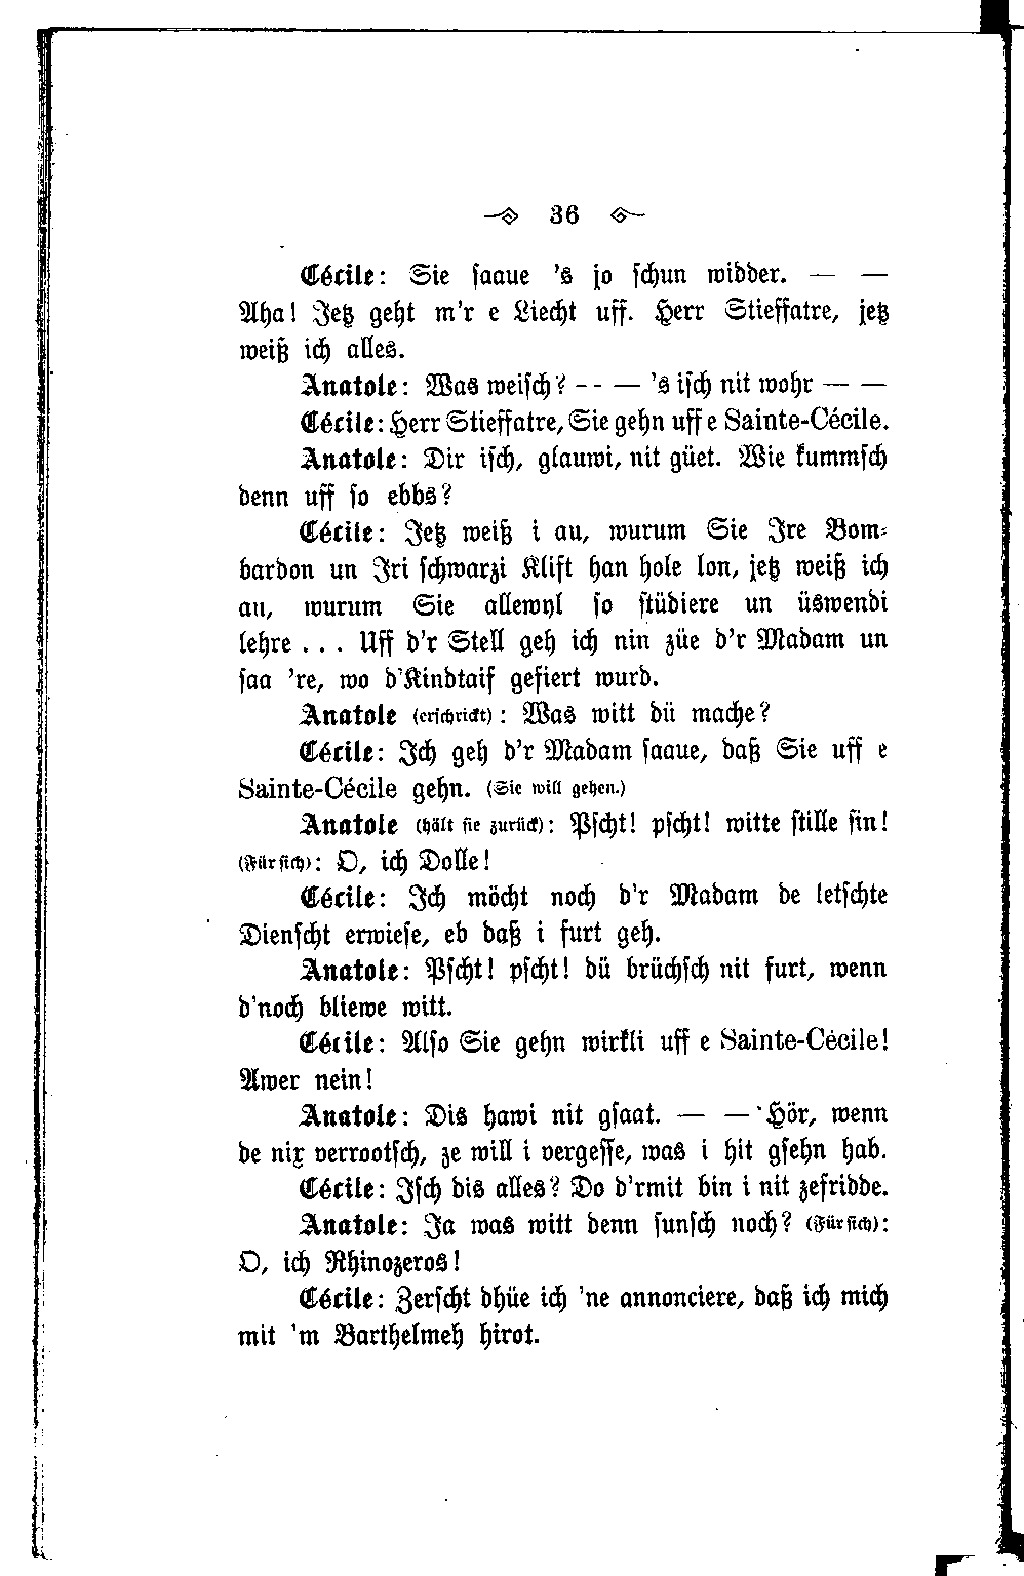 36
Cécile: Sie saaue 's jo schun widder. — —
Aha! Jetz geht m'r e Liecht uff. Herr Stieffatre, jetz
weiß ich alles.
Anatole: Was weisch? -- — 's isch nit wohr — —
Cécile: Herr Stieffatre, Sie gehn uff e Sainte-Cécile.
Anatole: Dir isch, glauwi, nit güet. Wie kummsch
denn uff so ebbs?
Cécile: Jetz weiß i au, wurum Sie Ire Bom-
bardon un Iri schwarzi Klift han hole lon, jetz weiß ich
au, wurum Sie allewyl so stüdiere un üswendi
lehre ... Uff d'r Stell geh ich nin züe d'r Madam un
saa 're, wo d'Kindtaif gefiert wurd.
Anatole (erschrickt): Was witt dü mache?
Cécile: Ich geh d'r Madam saaue, daß Sie uff e
Sainte-Cécile gehn. (Sie will gehen.)
Anatole (hält sie zurück): Pscht! pscht! witte stille sin!
(Für sich): O, ich Dolle!
Cécile: Ich möcht noch d'r Madam de letschte
Dienscht erwiese, eb daß i furt geh.
Anatole: Pscht! pscht! dü brüchsch nit furt, wenn
d'noch bliewe witt.
Cécile: Also Sie gehn wirkli uff e Sainte-Cécile!
Awer nein!
Anatole: Dis hawi nit gsaat. — — Hör, wenn
de nix verrootsch, ze will i vergesse, was i hit gsehn hab.
Cécile: Isch dis alles? Do d'rmit bin i nit zefridde.
Anatole: Ja was witt denn sunsch noch? (Für sich):
O, ich Rhinozeros!
Cécile: Zerscht dhüe ich 'ne annonciere, daß ich mich
mit 'm Barthelmeh hirot.